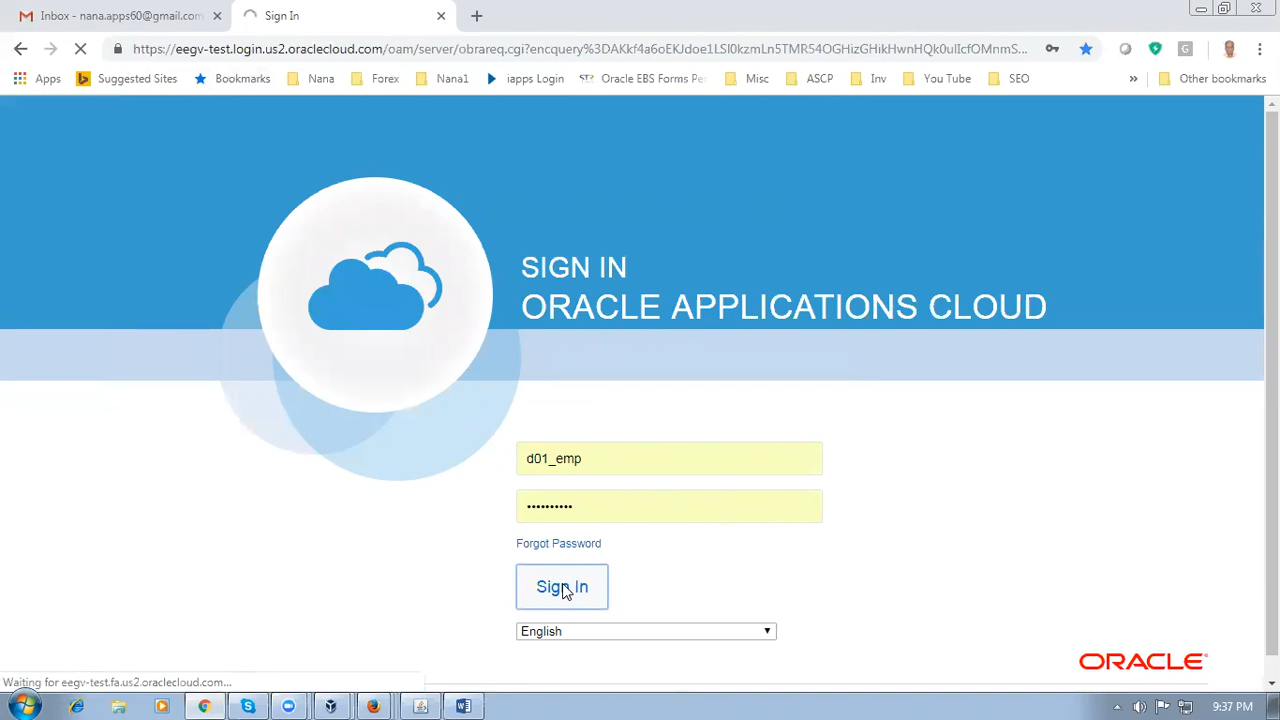 Inbox - nana.apps60@gmail.com
Sign In
https://eegv-test.login.us2.oraclecloud.com/oam/server/obrareq.cgi?encquery%3DAKkf4a6oEKJdoe1LSl0kzmLn5TMR54OGHizGHikHwnHQk0ulIcfOMnmS...
Apps
Suggested Sites
Bookmarks
Nana
Forex
Nana1
iapps Login
Oracle EBS Forms Pe
Misc
ASCP
Inv
You Tube
SEO
»
Other bookmarks
SIGN IN
ORACLE APPLICATIONS CLOUD
d01_emp
••••••••••
Forgot Password
Sign In
English
ORACLE
Waiting for eegv-test.fa.us2.oraclecloud.com...
9:37 PM